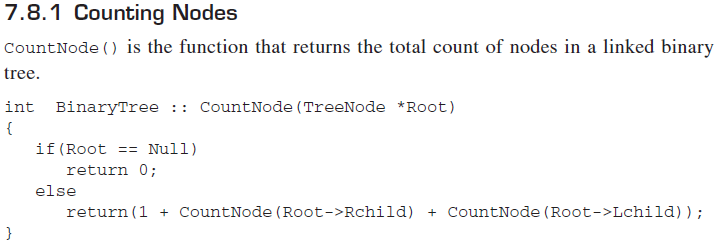 7.8.1 Counting Nodes
CountNode() is the function that returns the total count of nodes in a linked binary
tree.
int  BinaryTree :: CountNode(TreeNode *Root)
{
   if(Root == Null)
      return 0;
   else
      return(1 + CountNode(Root->Rchild) + CountNode(Root->Lchild));
}